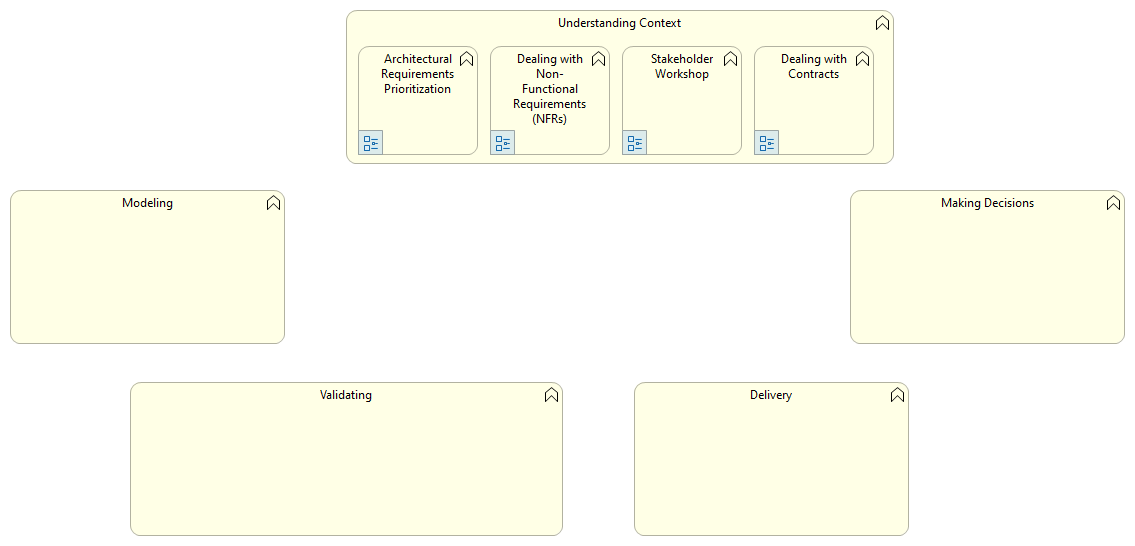 Understanding Context
Architectural
Requirements
Prioritization
Dealing with
Non-
Functional
Requirements
(NFRs)
Stakeholder
Workshop
Dealing with
Contracts
Modeling
Making Decisions
Validating
Delivery